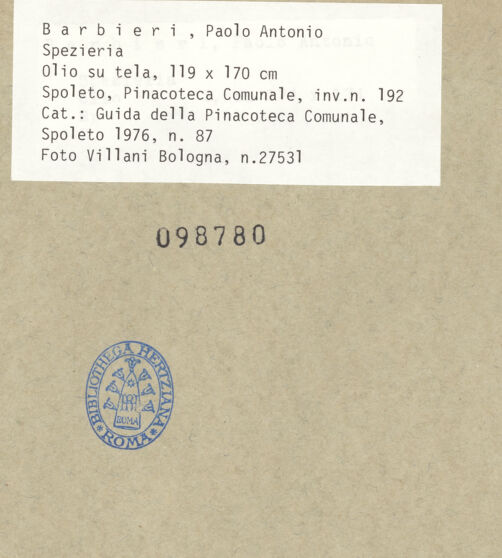 B a r b i e r i , Paolo Antonio
Spezieria
Olio su tela, 119 x 170 cm
Spoleto, Pinacoteca Comunale, inv.n. 192
Cat.: Guida della Pinacoteca Comunale,
Spoleto 1976, n. 87
Foto Villani Bologna, n.27531
098780
BIBLIOTHECA HERTZIANA
ROMA